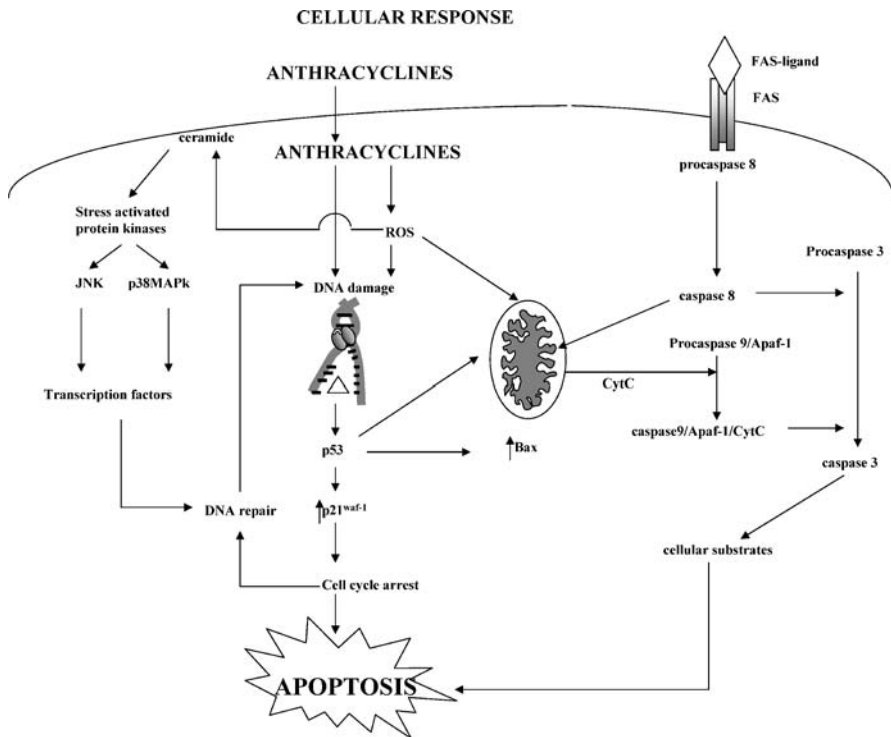 CELLULAR RESPONSE
ANTHRACYCLINES
FAS-ligand
FAS
ceramide
ANTHRACYCLINES
procaspase 8
Stress activated
protein kinases
ROS
Procaspase 3
JNK p38MAPk
DNA damage
caspase 8
Procaspase 9/Apaf-1
CytC
Transcription factors
caspase9/Apaf-1/CytC
p53
Bax
caspase 3
DNA repair
p21waf-1
cellular substrates
Cell cycle arrest
APOPTOSIS